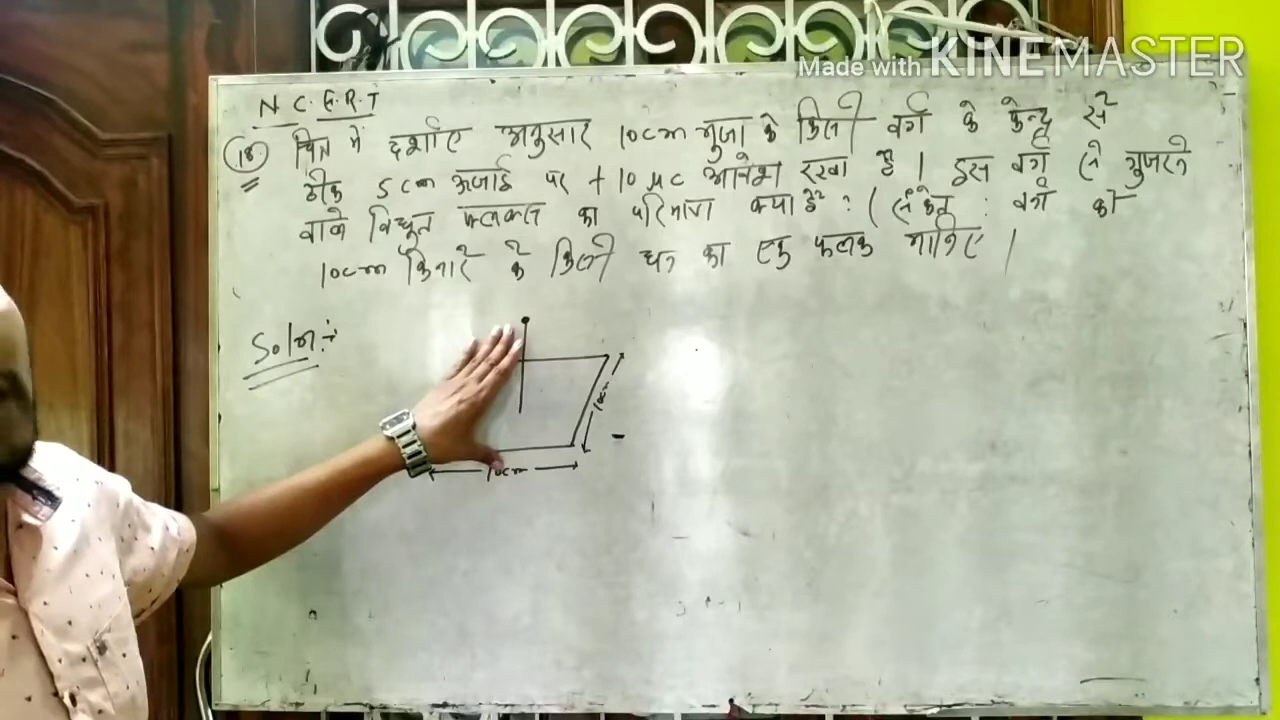 Made with KINEMASTER
N.C.E.R.T
18. चित्र में दर्शाए अनुसार 10cm भुजा के किसी वर्ग के केन्द्र से
ठीक 5cm ऊंचाई पर +10 μc आवेश रखा है । इस वर्ग से गुजरने
वाले विद्युत फलक्स का परिमाण क्या है ? ( संकेत : वर्ग को
10cm किनारे के किसी घन का एक फलक मानिए ।
Soln:-
10cm
10cm